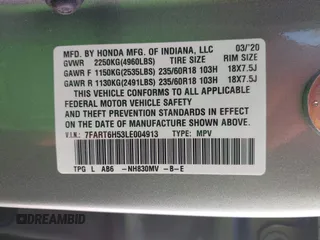 MFD. BY HONDA MFG. OF INDIANA, LLC 03/'20
GVWR 2250KG(4960LBS) TIRE SIZE RIM SIZE
GAWR F 1150KG(2535LBS) 235/60R18 103H 18X7.5J
GAWR R 1130KG(2491LBS) 235/60R18 103H 18X7.5J
THIS VEHICLE CONFORMS TO ALL APPLICABLE
FEDERAL MOTOR VEHICLE SAFETY, BUMPER,
AND THEFT PREVENTION STANDARDS IN EFFECT
ON THE DATE OF MANUFACTURE SHOWN ABOVE.
V.I.N.: 7FART6H53LE004913 TYPE: MPV
TPG L AB6 -NH830MV -B-E
DREAMBID